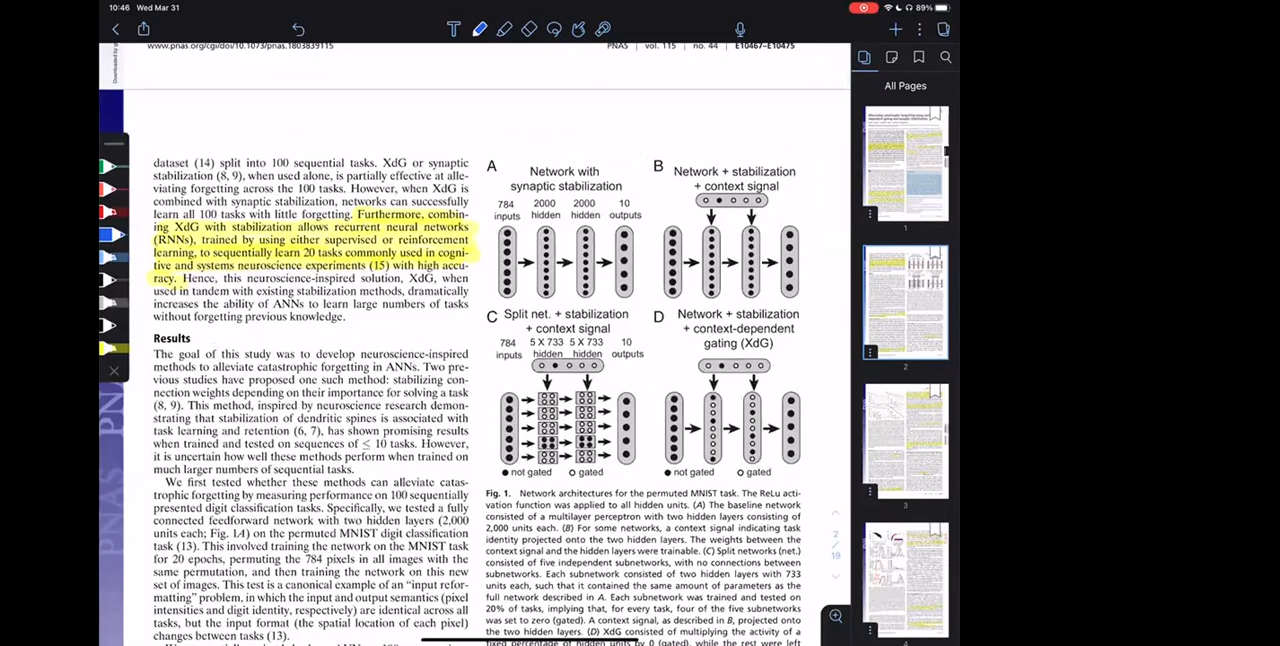 10:46 Wed Mar 31
89%
www.pnas.org/cgi/doi/10.1073/pnas.1803839115
PNAS | vol. 115 | no. 44 | E10467–E10475
dataset (14) split into 100 sequential tasks. XdG or synaptic
stabilization (8, 9), when used alone, is partially effective at alle-
viating forgetting across the 100 tasks. However, when XdG is
combined with synaptic stabilization, networks can successfully
learn all 100 tasks with little forgetting. Furthermore, combin-
ing XdG with stabilization allows recurrent neural networks
(RNNs), trained by using either supervised or reinforcement
learning, to sequentially learn 20 tasks commonly used in cogni-
tive and systems neuroscience experiments (15) with high accu-
racy. Hence, this neuroscience-inspired solution, XdG, when
used in tandem with existing stabilization methods, dramatically
increases the ability of ANNs to learn large numbers of tasks
without forgetting previous knowledge.
Results
The goal of this study was to develop neuroscience-inspired
methods to alleviate catastrophic forgetting in ANNs. Two pre-
vious studies have proposed one such method: stabilizing con-
nection weights depending on their importance for solving a task
(8, 9). This method, inspired by neuroscience research demon-
strating that stabilization of dendritic spines is associated with
task learning and retention (6, 7), has shown promising results
when trained and tested on sequences of ≤ 10 tasks. However,
it is uncertain how well these methods perform when trained on
much larger numbers of sequential tasks.
We first tested whether these methods can alleviate catas-
trophic forgetting by measuring performance on 100 sequentially
presented digit classification tasks. Specifically, we tested a fully
connected feedforward network with two hidden layers (2,000
units each, Fig. 1A) on the permuted MNIST digit classification
task (13). This involved training the network on the MNIST task
for 20 epochs, permuting the 784 pixels in all images with the
same permutation, and then training the network on this new
set of images. This test is a canonical example of an "input refor-
matting" problem, in which the input and output semantics (pixel
intensities and digit identity, respectively) are identical across all
tasks, but the input format (the spatial location of each pixel)
changes between tasks (13).
Network with
synaptic stabilization
784 2000 2000 10
inputs hidden hidden outputs
B Network + stabilization
+ context signal
C Split net. + stabilization
+ context signal
784 5 X 733 5 X 733 10
inputs hidden hidden outputs
not gated gated
D Network + stabilization
+ context-dependent
gating (XdG)
not gated gated
Fig. 1. Network architectures for the permuted MNIST task. The ReLu acti-
vation function was applied to all hidden units. (A) The baseline network
consisted of a multilayer perceptron with two hidden layers consisting of
2,000 units each. (B) For some networks, a context signal indicating task
identity projected onto the two hidden layers. The weights between the
context signal and the hidden layers were trainable. (C) Split networks (net.)
consisted of five independent subnetworks, with no connections between
subnetworks. Each subnetwork consisted of two hidden layers with 733
units each, such that it contained the same amount of parameters as the
full network described in A. Each subnetwork was trained and tested on
20% of tasks, implying that, for every task, four of the five subnetworks
was set to zero (gated). A context signal, as described in B, projected onto
the two hidden layers. (D) XdG consisted of multiplying the activity of a
fixed percentage of hidden units by 0 (gated), while the rest were left
2
19
All Pages
1
2
3
4